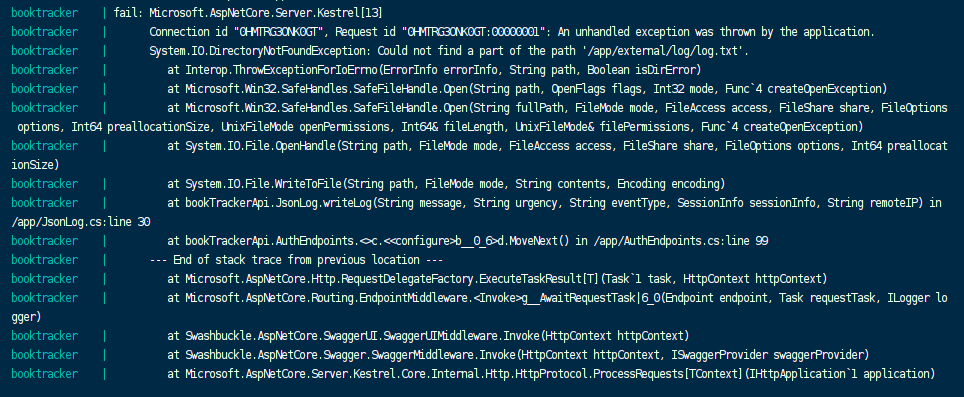 booktracker | fail: Microsoft.AspNetCore.Server.Kestrel[13]
booktracker | Connection id "0HMTRG3ONK0GT", Request id "0HMTRG3ONK0GT:00000001": An unhandled exception was thrown by the application.
booktracker | System.IO.DirectoryNotFoundException: Could not find a part of the path '/app/external/log/log.txt'.
booktracker | at Interop.ThrowExceptionForIoErrno(ErrorInfo errorInfo, String path, Boolean isDirError)
booktracker | at Microsoft.Win32.SafeHandles.SafeFileHandle.Open(String path, OpenFlags flags, Int32 mode, Func`4 createOpenException)
booktracker | at Microsoft.Win32.SafeHandles.SafeFileHandle.Open(String fullPath, FileMode mode, FileAccess access, FileShare share, FileOptions
options, Int64 preallocationSize, UnixFileMode openPermissions, Int64& fileLength, UnixFileMode& filePermissions, Func`4 createOpenException)
booktracker | at System.IO.File.OpenHandle(String path, FileMode mode, FileAccess access, FileShare share, FileOptions options, Int64 preallocat
ionSize)
booktracker | at System.IO.File.WriteToFile(String path, FileMode mode, String contents, Encoding encoding)
booktracker | at bookTrackerApi.JsonLog.writeLog(String message, String urgency, String eventType, SessionInfo sessionInfo, String remoteIP) in
/app/JsonLog.cs:line 30
booktracker | at bookTrackerApi.AuthEndpoints.<>c.<<configure>b__0_6>d.MoveNext() in /app/AuthEndpoints.cs:line 99
booktracker | --- End of stack trace from previous location ---
booktracker | at Microsoft.AspNetCore.Http.RequestDelegateFactory.ExecuteTaskResult[T](Task`1 task, HttpContext httpContext)
booktracker | at Microsoft.AspNetCore.Routing.EndpointMiddleware.<Invoke>g__AwaitRequestTask|6_0(Endpoint endpoint, Task requestTask, ILogger lo
gger)
booktracker | at Swashbuckle.AspNetCore.SwaggerUI.SwaggerUIMiddleware.Invoke(HttpContext httpContext)
booktracker | at Swashbuckle.AspNetCore.Swagger.SwaggerMiddleware.Invoke(HttpContext httpContext, ISwaggerProvider swaggerProvider)
booktracker | at Microsoft.AspNetCore.Server.Kestrel.Core.Internal.Http.HttpProtocol.ProcessRequests[TContext](IHttpApplication`1 application)